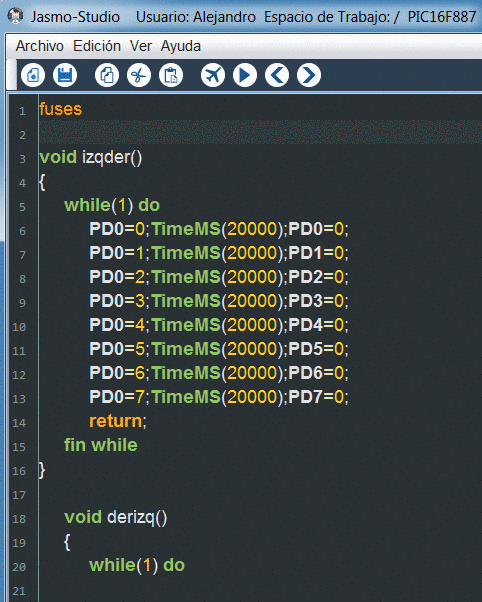 Jasmo-Studio Usuario: Alejandro Espacio de Trabajo: / PIC16F887
Archivo Edición Ver Ayuda
1 fuses
2
3 void izqder()
4 {
5 while(1) do
6 PD0=0;TimeMS(20000);PD0=0;
7 PD0=1;TimeMS(20000);PD1=0;
8 PD0=2;TimeMS(20000);PD2=0;
9 PD0=3;TimeMS(20000);PD3=0;
10 PD0=4;TimeMS(20000);PD4=0;
11 PD0=5;TimeMS(20000);PD5=0;
12 PD0=6;TimeMS(20000);PD6=0;
13 PD0=7;TimeMS(20000);PD7=0;
14 return;
15 fin while
16 }
17
18 void derizq()
19 {
20 while(1) do
21